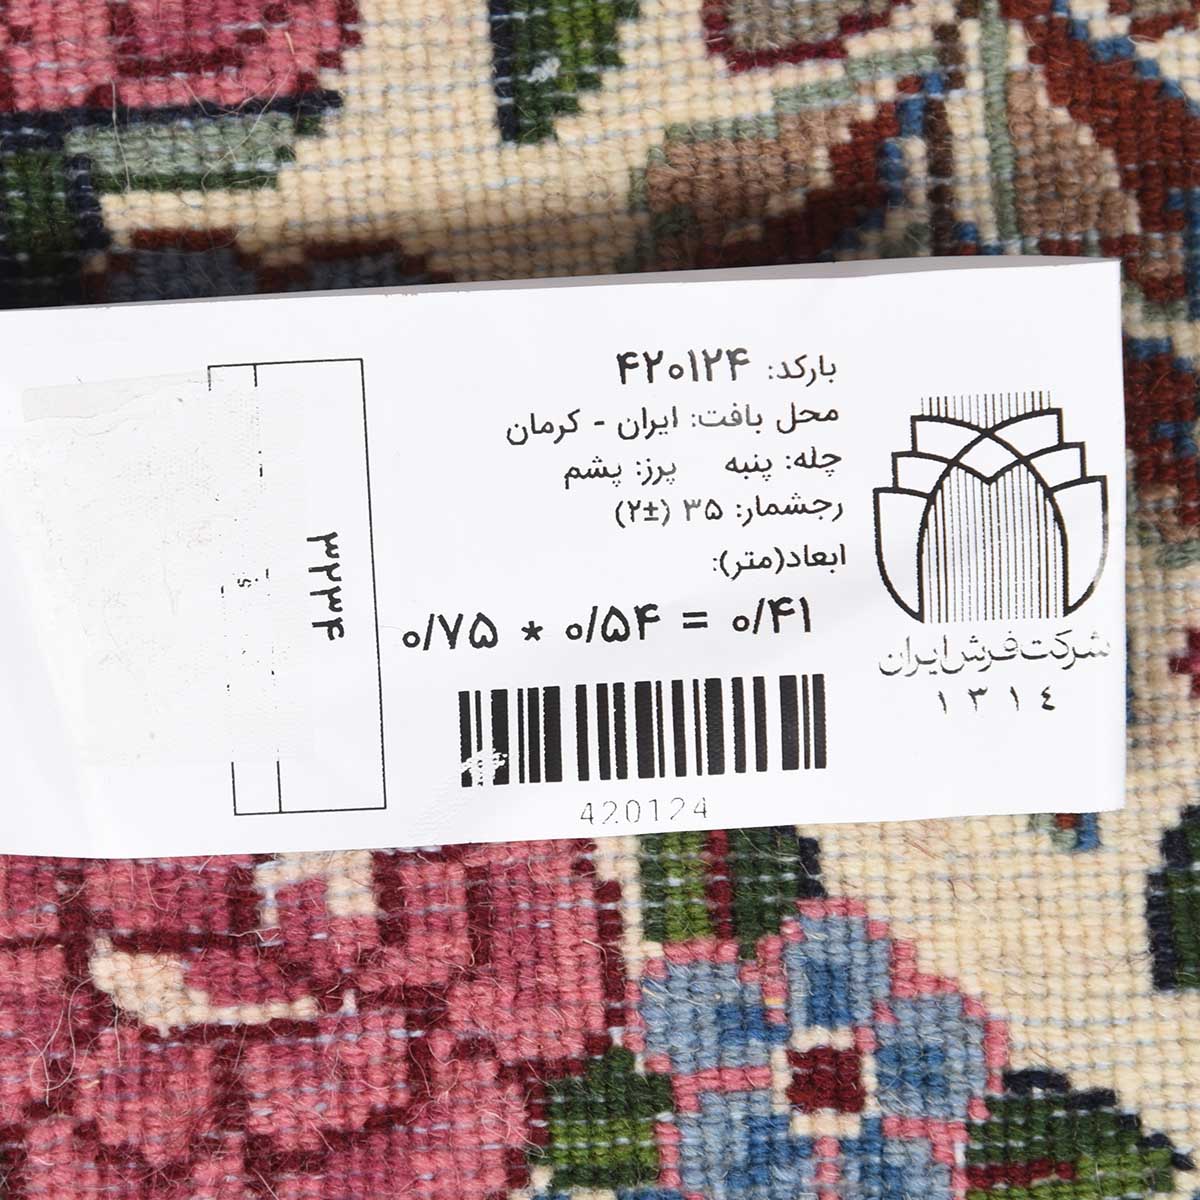 بارکد: ۴۲۰۱۲۴
محل بافت: ایران - کرمان
چله: پنبه پرز: پشم
رجشمار: ۳۵ (±۲)
ابعاد(متر):
۰/۷۵ * ۰/۵۴ = ۰/۴۱
420124
شرکت فرش ایران
۱۳۱٤
۳۲۳۴